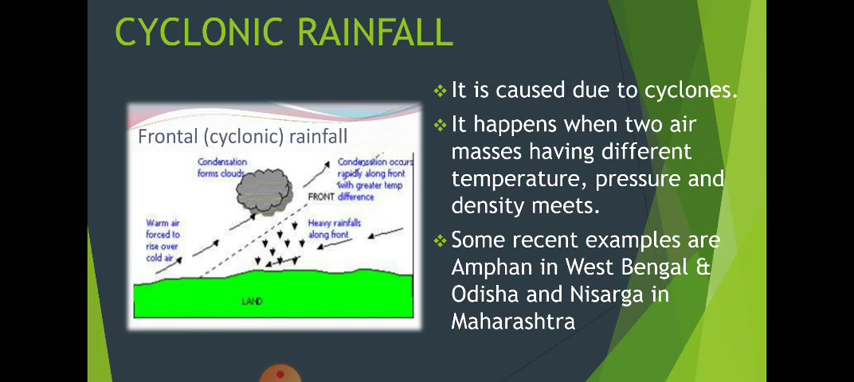 CYCLONIC RAINFALL
Frontal (cyclonic) rainfall
Condensation
forms clouds
Condensation occurs
rapidly along front
with greater temp
difference
FRONT
Warm air
forced to
rise over
cold air
Heavy rainfalls
along front
LAND
It is caused due to cyclones.
It happens when two air
masses having different
temperature, pressure and
density meets.
Some recent examples are
Amphan in West Bengal &
Odisha and Nisarga in
Maharashtra